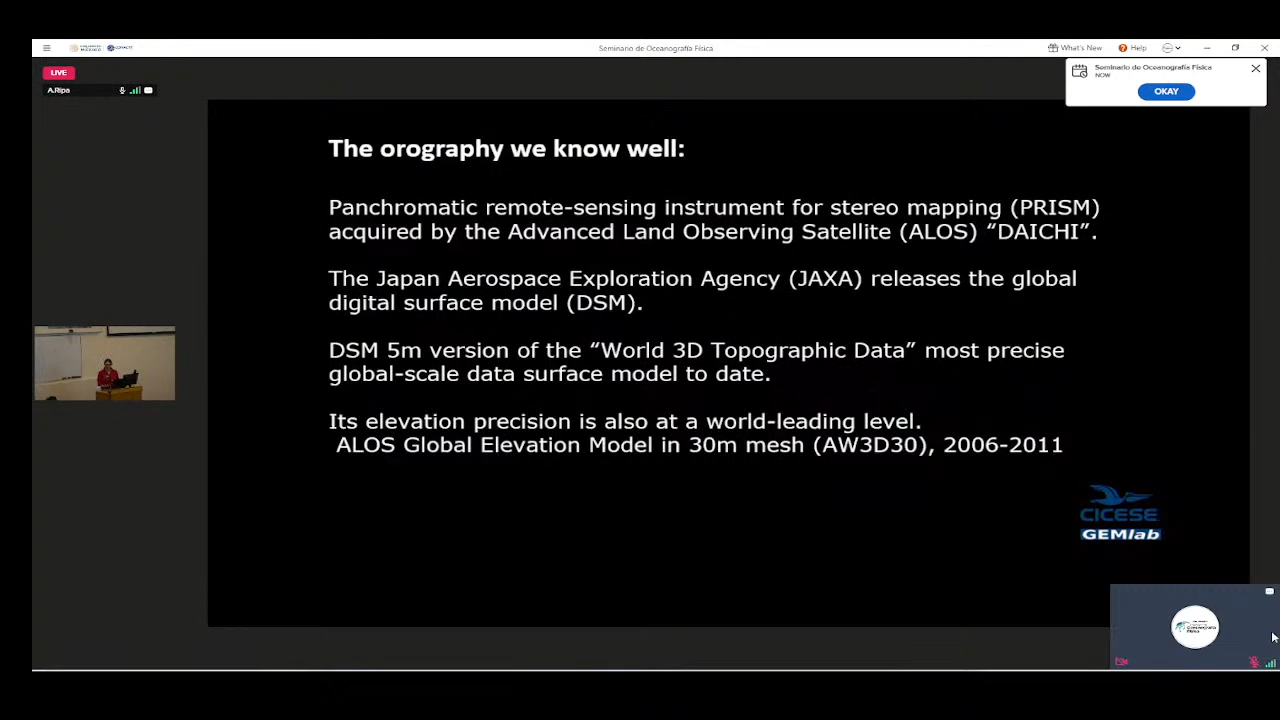 Seminario de Oceanografía Física
What's New
Help
LIVE
A.Ripa
Seminario de Oceanografía Física
NOW
OKAY
The orography we know well:
Panchromatic remote-sensing instrument for stereo mapping (PRISM)
acquired by the Advanced Land Observing Satellite (ALOS) “DAICHI”.
The Japan Aerospace Exploration Agency (JAXA) releases the global
digital surface model (DSM).
DSM 5m version of the “World 3D Topographic Data” most precise
global-scale data surface model to date.
Its elevation precision is also at a world-leading level.
ALOS Global Elevation Model in 30m mesh (AW3D30), 2006-2011
CICESE
GEMlab